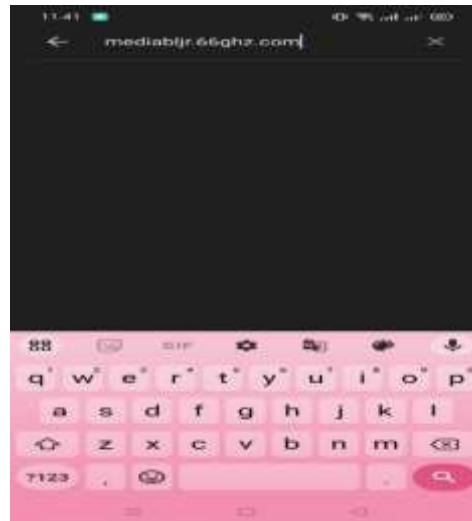 11.41
mediabljr.66ghz.com
GIF
q w e r t y u i o p
a s d f g h j k l
z x c v b n m
?123 , .